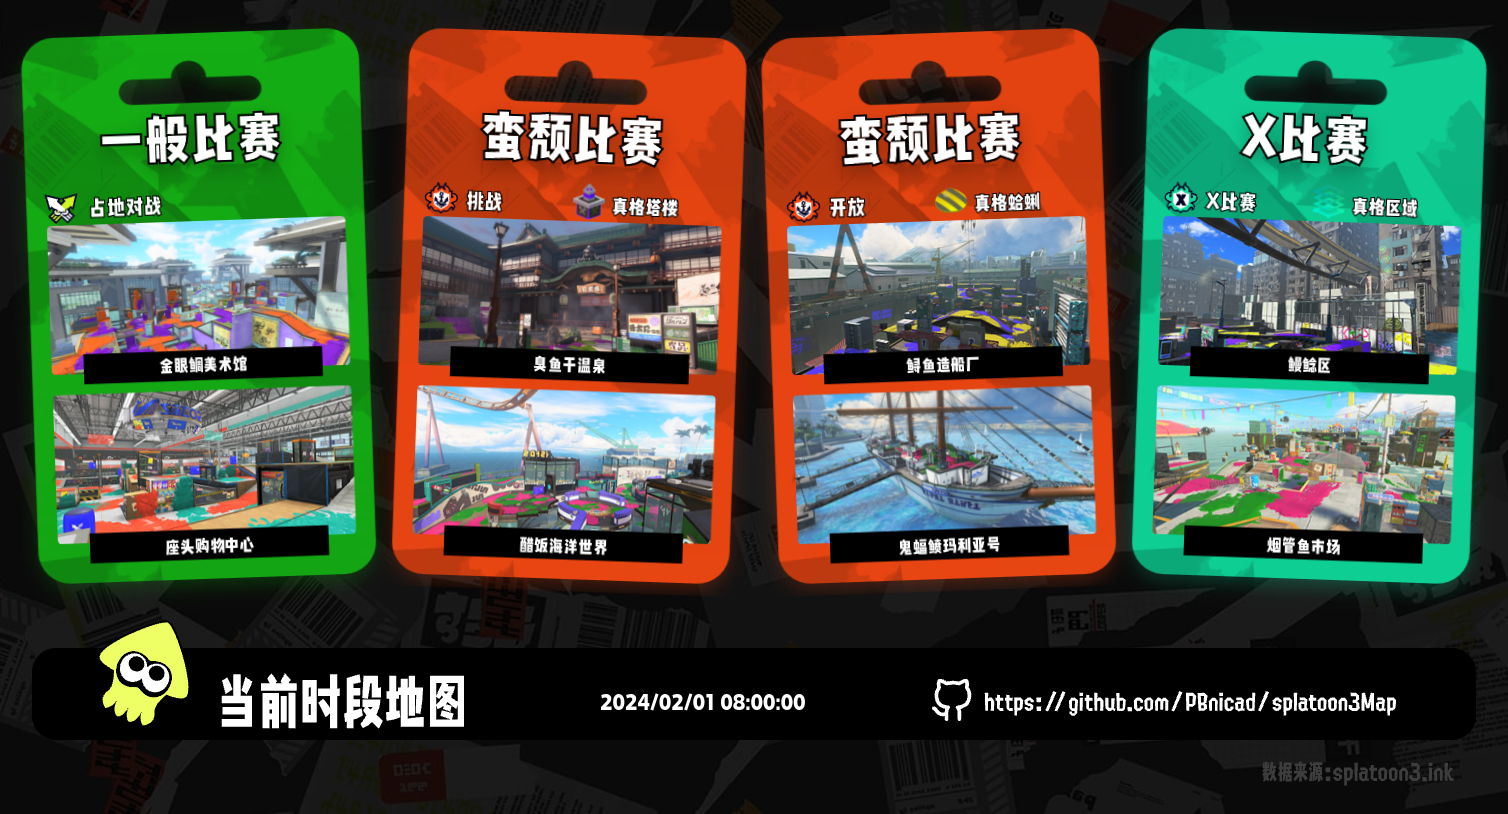 一般比赛
占地对战
金眼鲷美术馆
座头购物中心
蛮颓比赛
挑战
真格塔楼
臭鱼干温泉
醋饭海洋世界
蛮颓比赛
开放
真格蛤蜊
鲟鱼造船厂
鬼蝠鲼玛利亚号
X比赛
X比赛
真格区域
鳗鲶区
烟管鱼市场
当前时段地图
2024/02/01 08:00:00
https://github.com/PBnicad/splatoon3Map
数据来源:splatoon3.ink